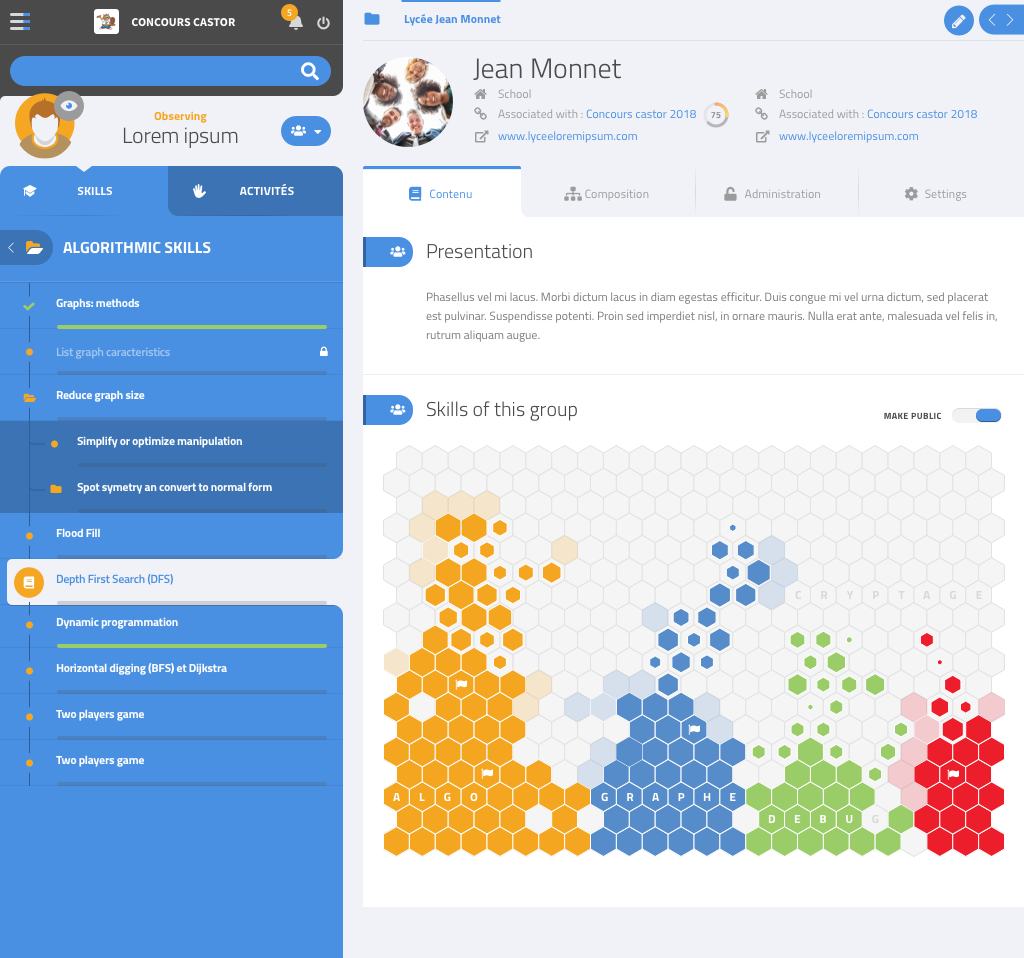 CONCOURS CASTOR
5
Observing
Lorem ipsum
SKILLS
ACTIVITÉS
ALGORITHMIC SKILLS
Graphs: methods
List graph caracteristics
Reduce graph size
Simplify or optimize manipulation
Spot symetry an convert to normal form
Flood Fill
Depth First Search (DFS)
Dynamic programmation
Horizontal digging (BFS) et Dijkstra
Two players game
Two players game
Lycée Jean Monnet
Jean Monnet
School
Associated with : Concours castor 2018
75
www.lyceeloremipsum.com
School
Associated with : Concours castor 2018
www.lyceeloremipsum.com
Contenu
Composition
Administration
Settings
Presentation
Phasellus vel mi lacus. Morbi dictum lacus in diam egestas efficitur. Duis congue mi vel urna dictum, sed placerat
est pulvinar. Suspendisse potenti. Proin sed imperdiet nisl, in ornare mauris. Nulla erat ante, malesuada vel felis in,
rutrum aliquam augue.
Skills of this group
MAKE PUBLIC
CRYPTAGE
ALGO
GRAPHE
DEBUG